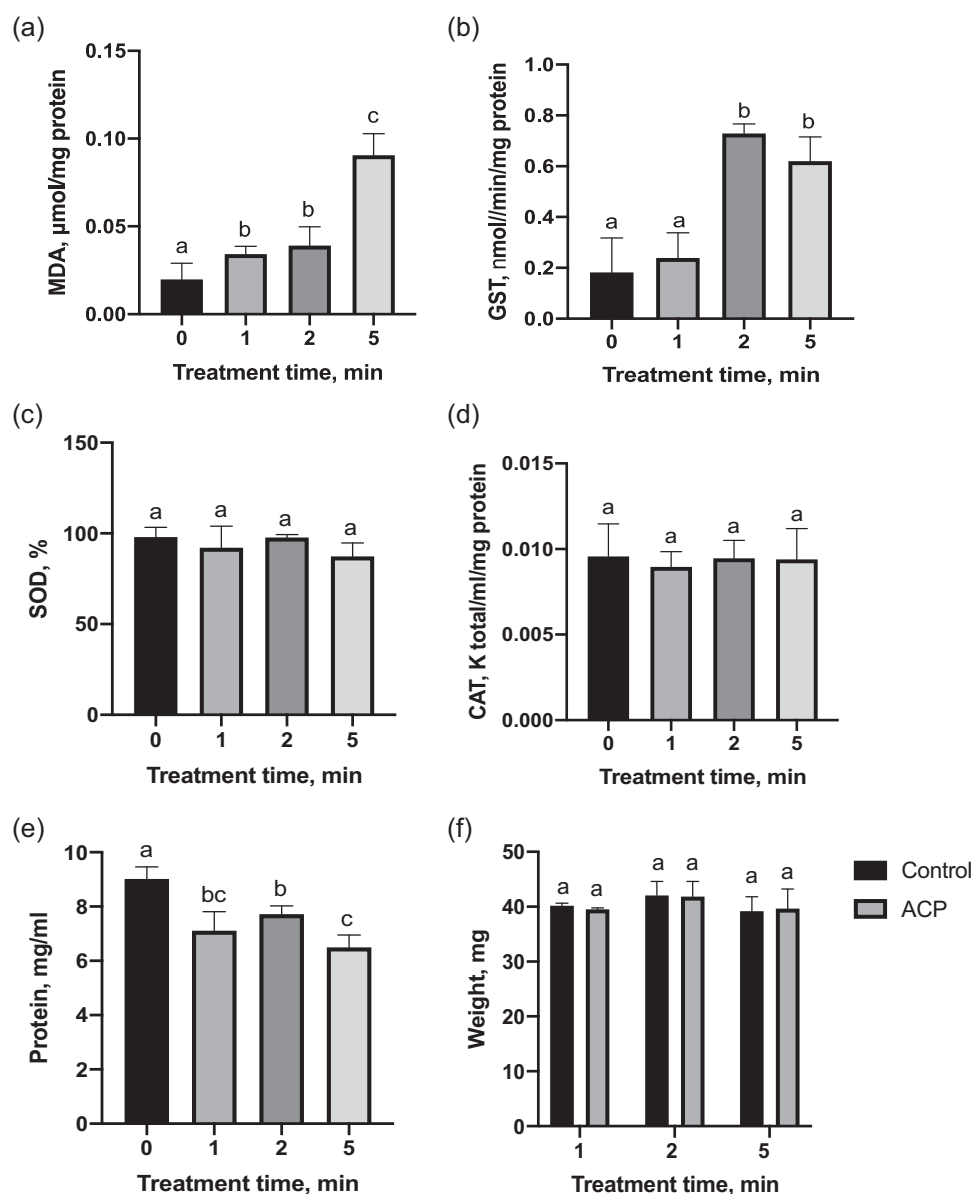 (a)
MDA, µmol/mg protein
0.15
0.10
0.05
0.00
a
b
b
c
0
1
2
5
Treatment time, min
(b)
GST, nmol//min/mg protein
1.0
0.8
0.6
0.4
0.2
0.0
a
a
b
b
0
1
2
5
Treatment time, min
(c)
SOD, %
150
100
50
0
a
a
a
a
0
1
2
5
Treatment time, min
(d)
CAT, K total/ml/mg protein
0.015
0.010
0.005
0.000
a
a
a
a
0
1
2
5
Treatment time, min
(e)
Protein, mg/ml
10
8
6
4
2
0
a
bc
b
c
0
1
2
5
Treatment time, min
(f)
Weight, mg
50
40
30
20
10
0
a
a
a
a
a
a
1
2
5
Treatment time, min
Control
ACP